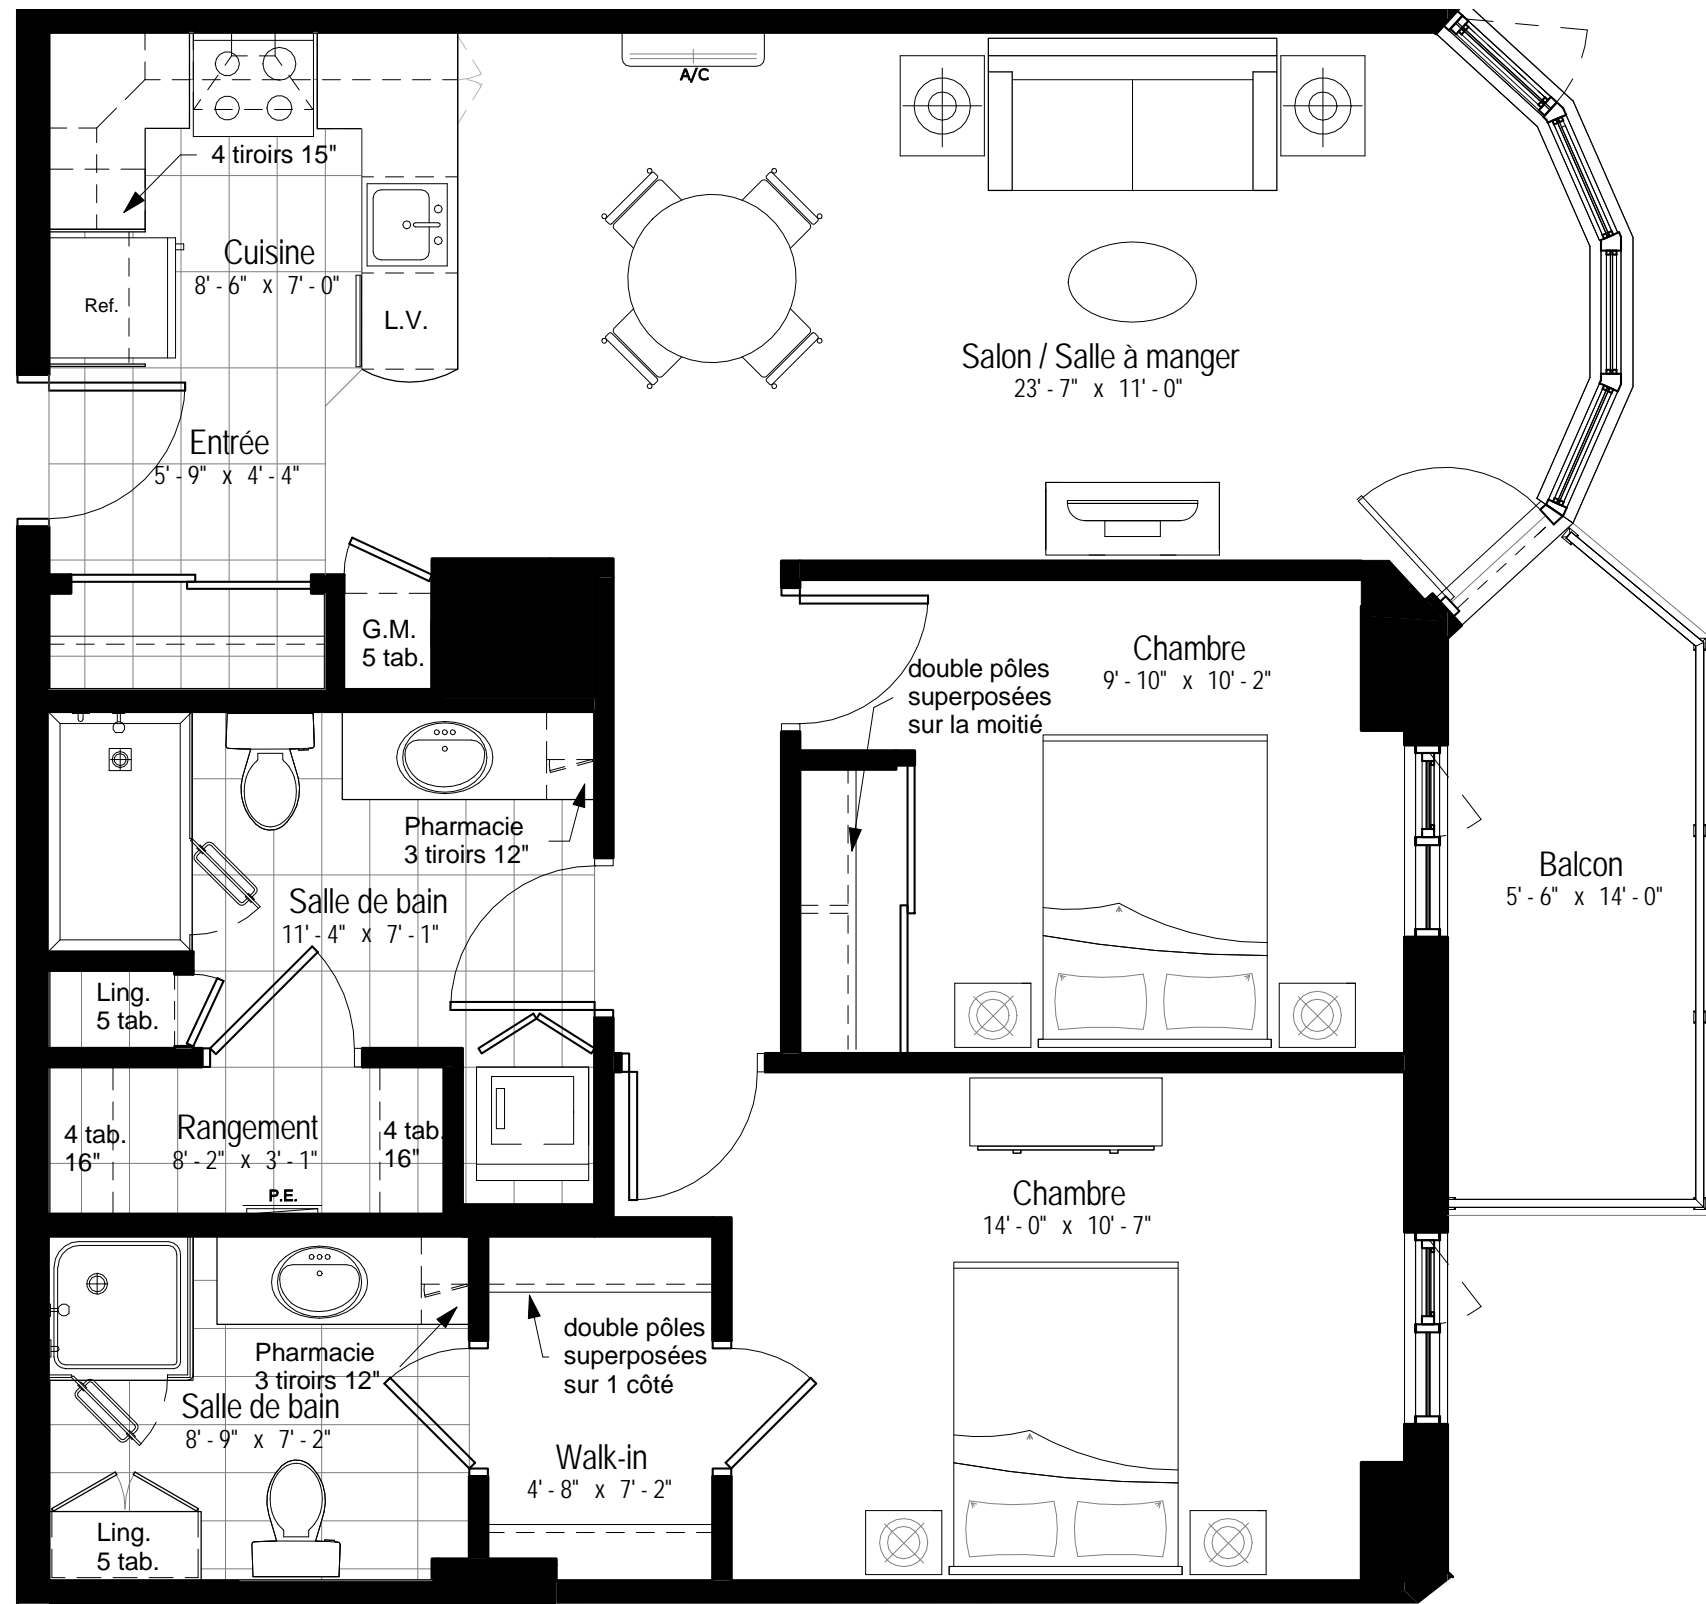 A/C
4 tiroirs 15"
Cuisine
8' - 6" x 7' - 0"
Ref.
L.V.
Salon / Salle à manger
23' - 7" x 11' - 0"
Entrée
5' - 9" x 4' - 4"
G.M.
5 tab.
Chambre
9' - 10" x 10' - 2"
double pôles
superposées
sur la moitié
Pharmacie
3 tiroirs 12"
Balcon
5' - 6" x 14' - 0"
Salle de bain
11' - 4" x 7' - 1"
Ling.
5 tab.
4 tab.
16"
Rangement
8' - 2" x 3' - 1"
4 tab.
16"
P.E.
Chambre
14' - 0" x 10' - 7"
double pôles
superposées
sur 1 côté
Pharmacie
3 tiroirs 12"
Salle de bain
8' - 9" x 7' - 2"
Walk-in
4' - 8" x 7' - 2"
Ling.
5 tab.